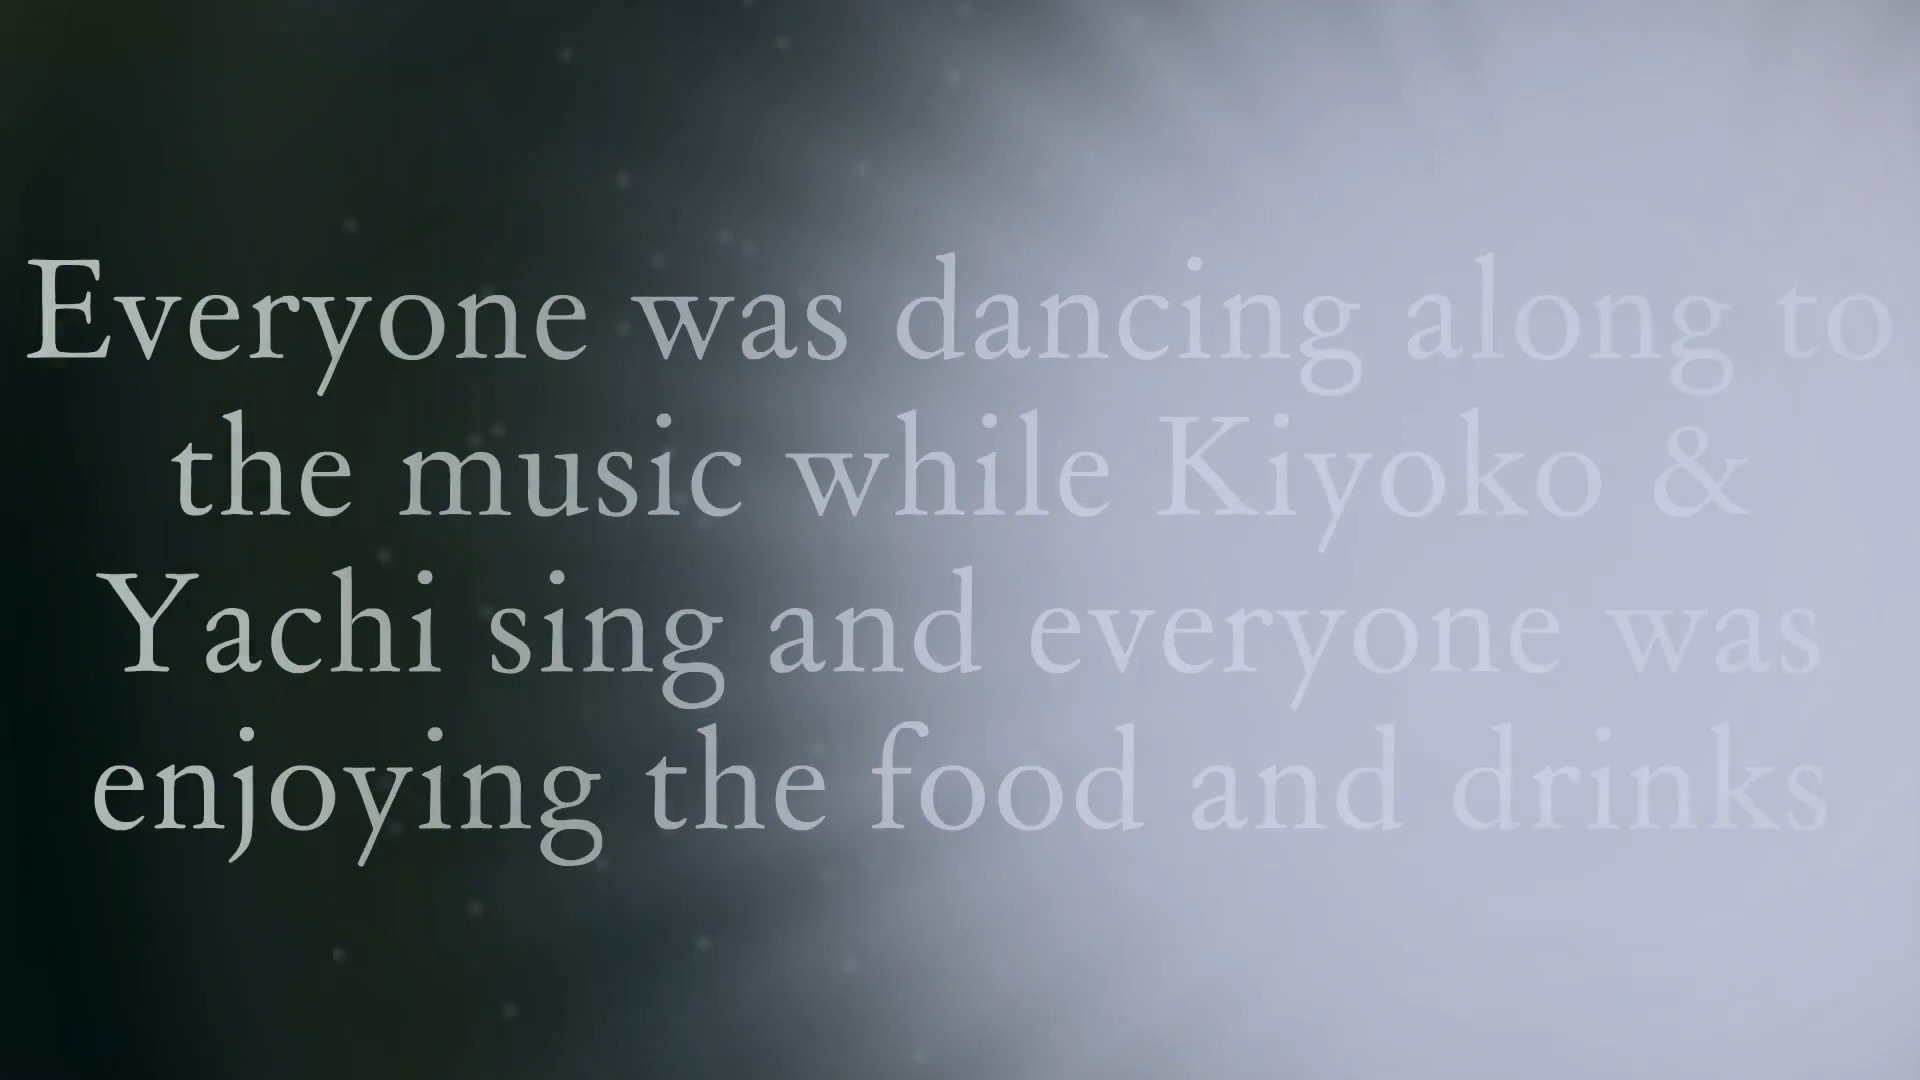 Everyone was dancing along to
the music while Kiyoko &
Yachi sing and everyone was
enjoying the food and drinks